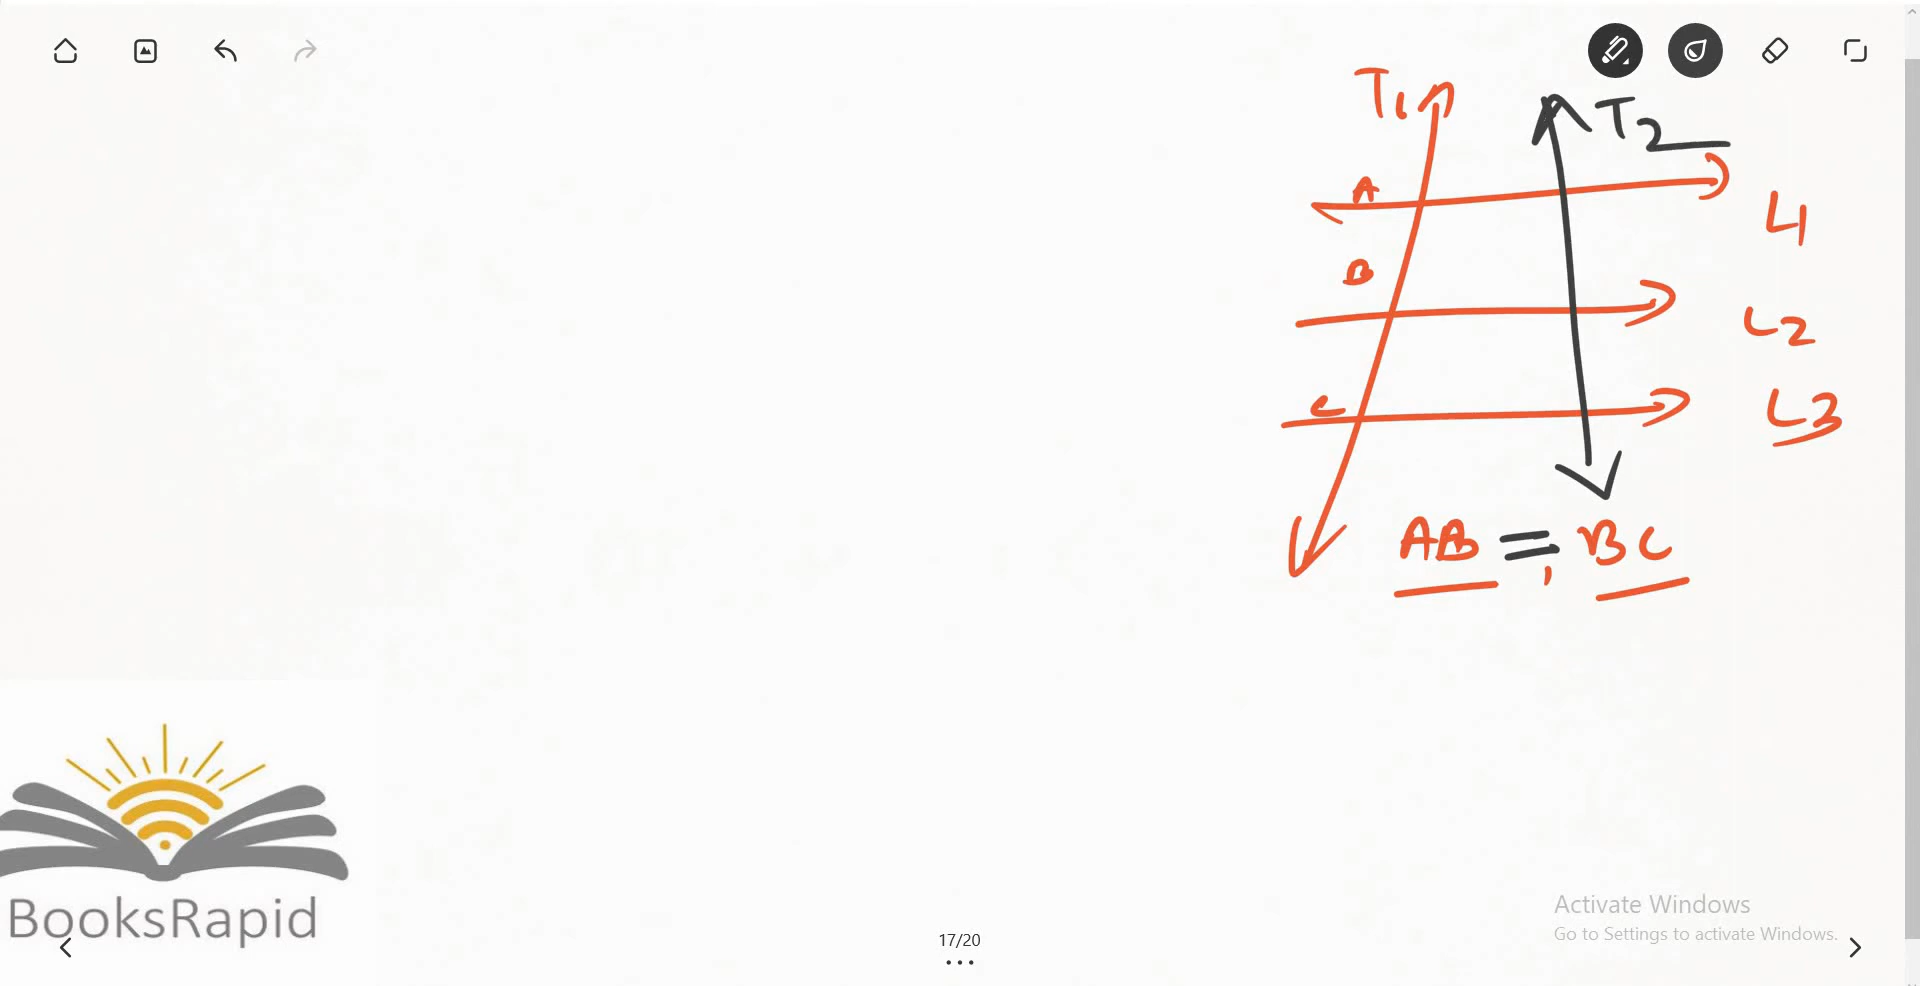 T1
T2
A
L1
B
L2
C
L3
AB = BC
BooksRapid
17/20
Activate Windows
Go to Settings to activate Windows.